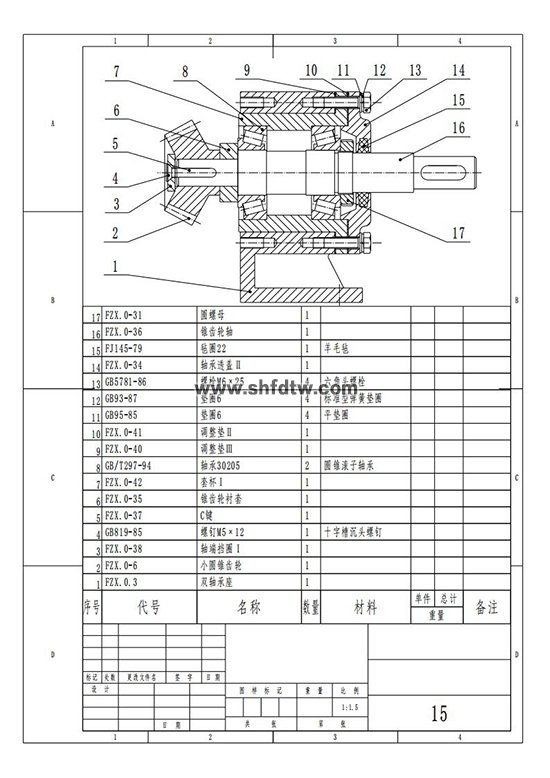 1 2 3 4
7 8 9 10 11 12 13 14
A A
6 15
5 16
4
3
2 17
1
B B
17 FZX.0-31 圆螺母 1
16 FZX.0-36 锥齿轮轴 1
15 FJ145-79 毡圈22 1 羊毛毡
14 FZX.0-34 轴承透盖Ⅱ 1
13 GB5781-86 螺栓M6×25 4 六角头螺栓
www.shfdtw.com
12 GB93-87 垫圈6 4 标准型弹簧垫圈
11 GB95-85 垫圈6 4 平垫圈
10 FZX.0-41 调整垫Ⅱ 1
9 FZX.0-40 调整垫Ⅲ 1
C C
8 GB/T297-94 轴承30205 2 圆锥滚子轴承
7 FZX.0-42 套杯Ⅰ 1
6 FZX.0-35 锥齿轮衬套 1
5 FZX.0-37 C键 1
4 GB819-85 螺钉M5×12 1 十字槽沉头螺钉
3 FZX.0-38 轴端挡圈Ⅰ 1
2 FZX.0-6 小圆锥齿轮 1
1 FZX.0.3 双轴承座 1
序号 代号 名称 数量 材料 单件 总计 重量 备注
D D
标记 处数 更改文件名 签字 日期
设计 图样标记 重量 比例
1:1.5
15
日期 共 张 第 张
1 2 3 4